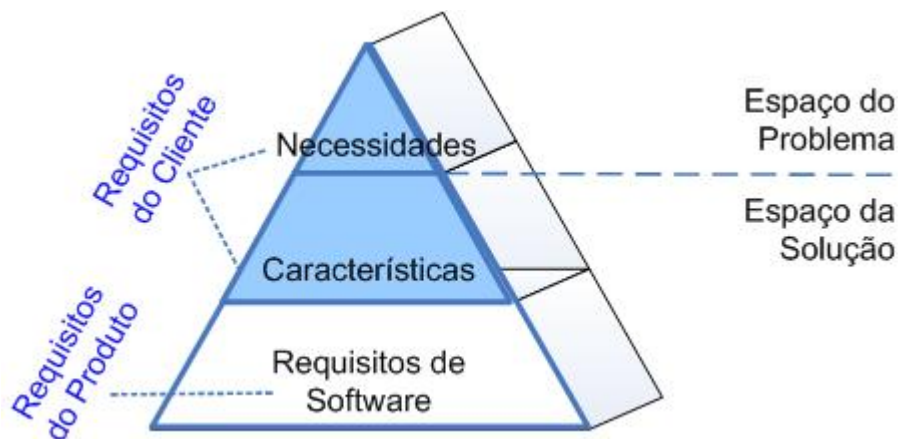 Requisitos
do Cliente
Necessidades
Espaço do
Problema
Espaço da
Solução
Características
Requisitos
do Produto
Requisitos de
Software